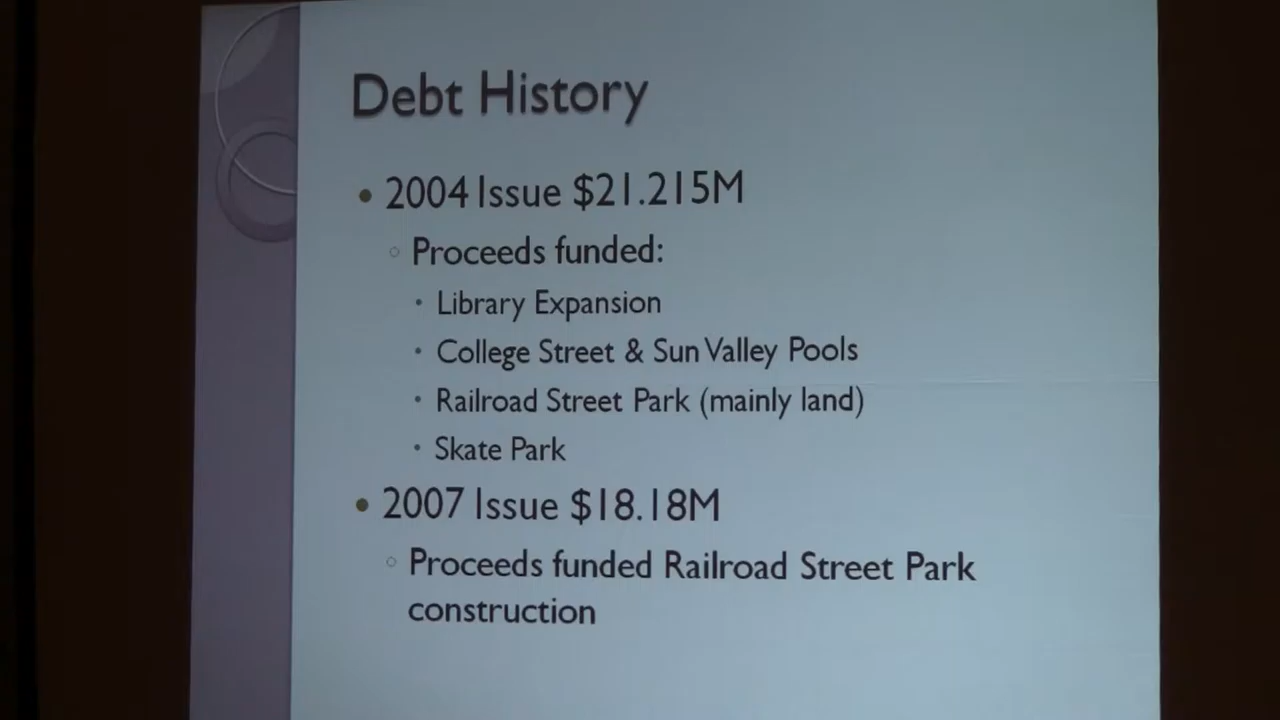 Debt History
• 2004 Issue $21.215M
◦ Proceeds funded:
• Library Expansion
• College Street & Sun Valley Pools
• Railroad Street Park (mainly land)
• Skate Park
• 2007 Issue $18.18M
◦ Proceeds funded Railroad Street Park
construction